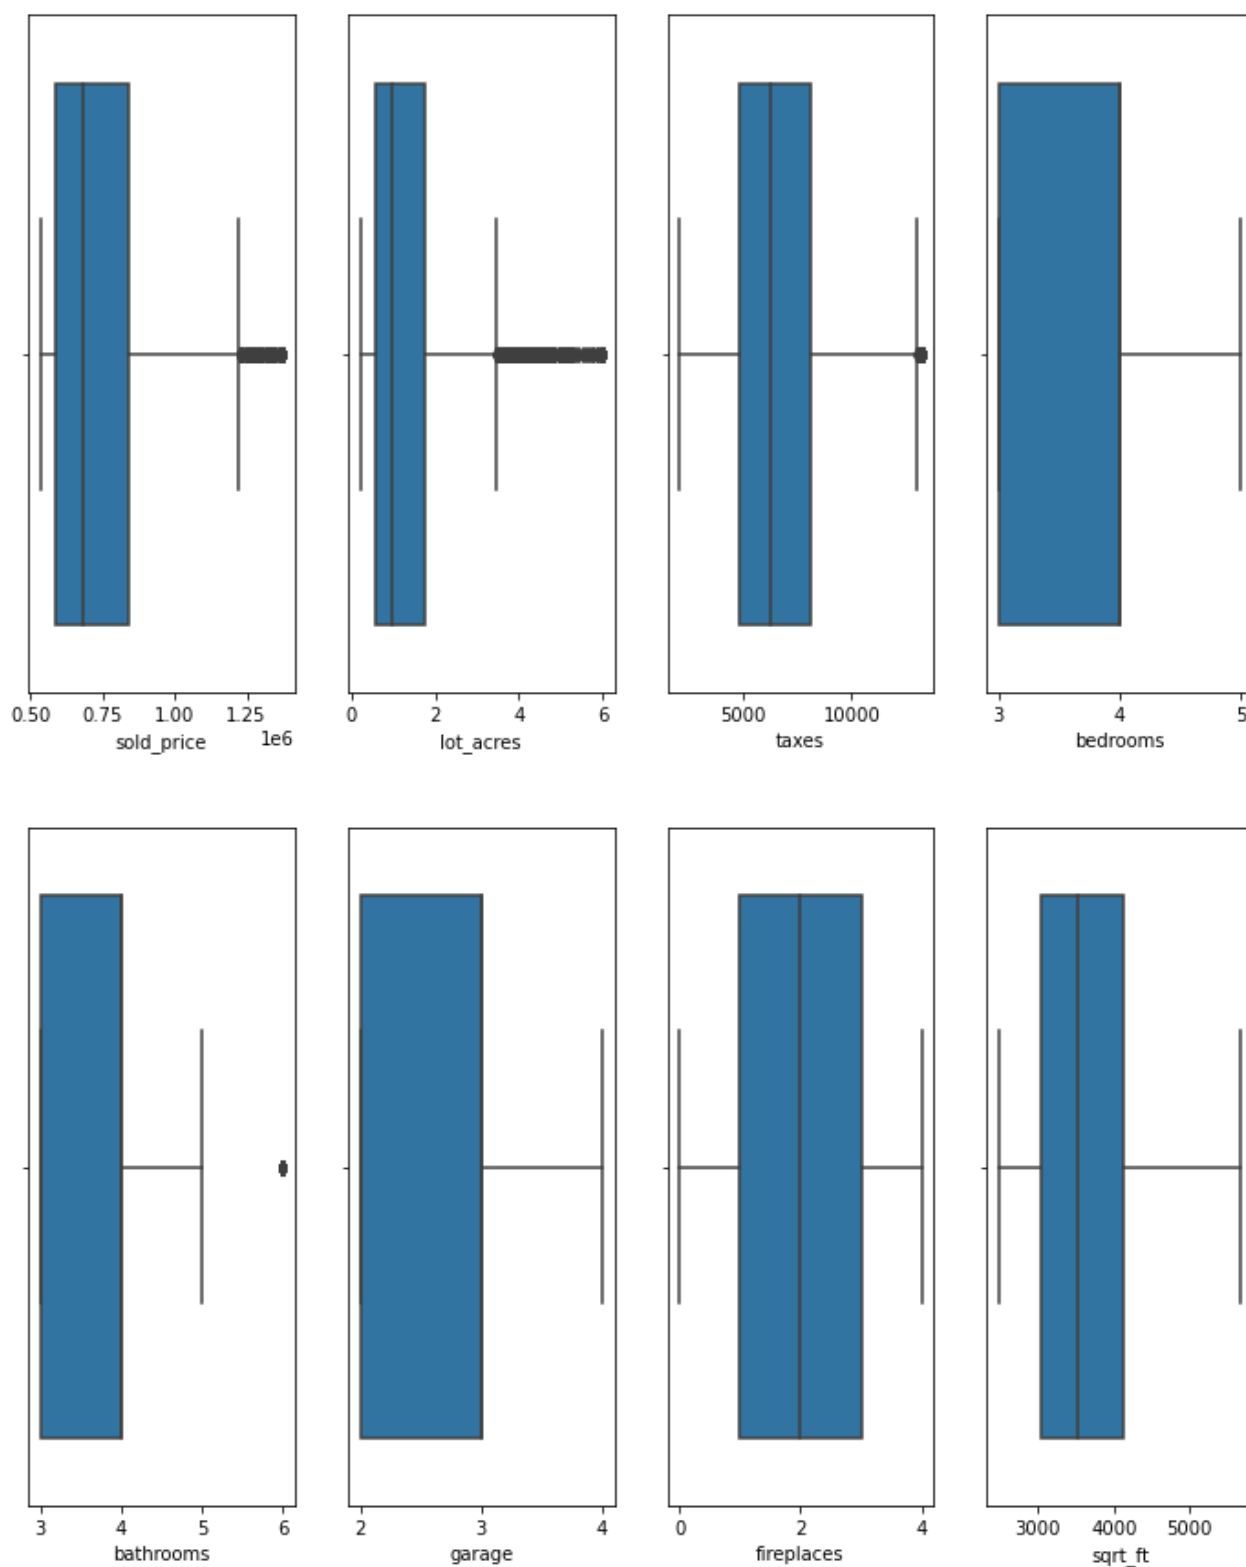 0.50 0.75 1.00 1.25
1e6
sold_price
0 2 4 6
lot_acres
5000 10000
taxes
3 4 5
bedrooms
3 4 5 6
bathrooms
2 3 4
garage
0 2 4
fireplaces
3000 4000 5000
sqrt_ft